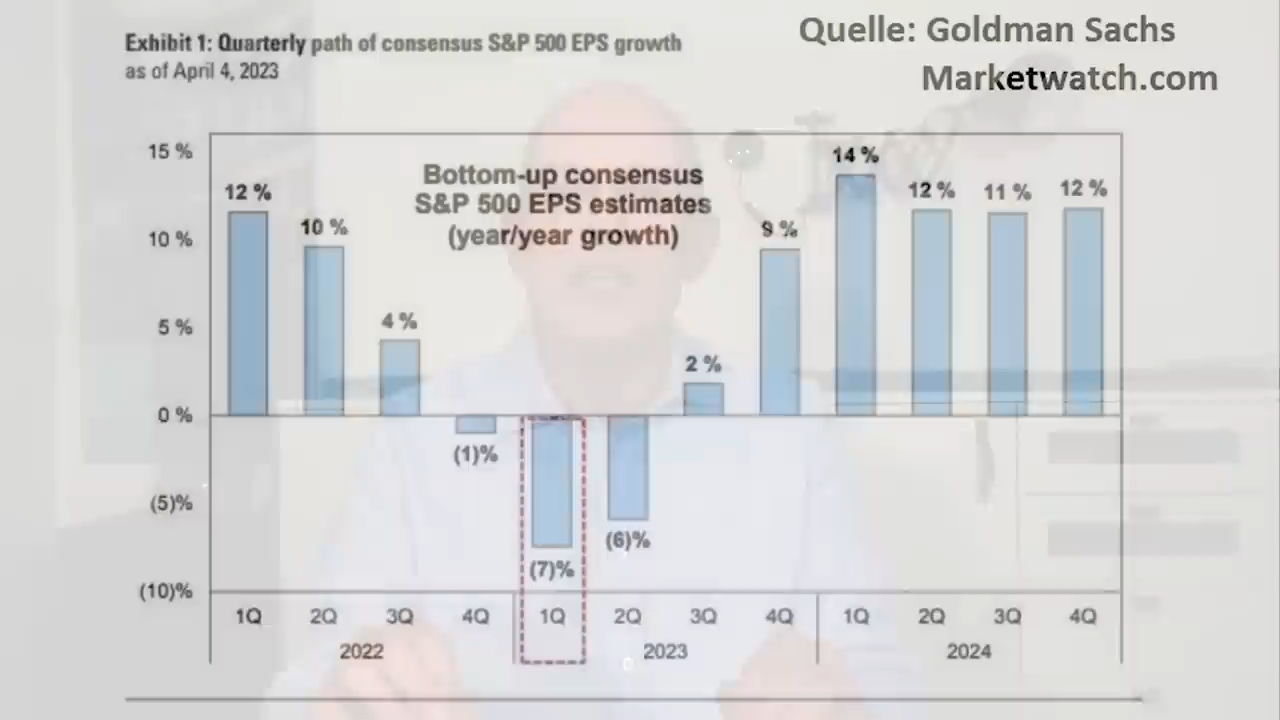 Exhibit 1: Quarterly path of consensus S&P 500 EPS growth
as of April 4, 2023
Quelle: Goldman Sachs
Marketwatch.com
Bottom-up consensus
S&P 500 EPS estimates
(year/year growth)
15 %
10 %
5 %
0 %
(5)%
(10)%
12 %
10 %
4 %
(1)%
(7)%
(6)%
2 %
9 %
14 %
12 %
11 %
12 %
1Q 2Q 3Q 4Q 1Q 2Q 3Q 4Q 1Q 2Q 3Q 4Q
2022 2023 2024